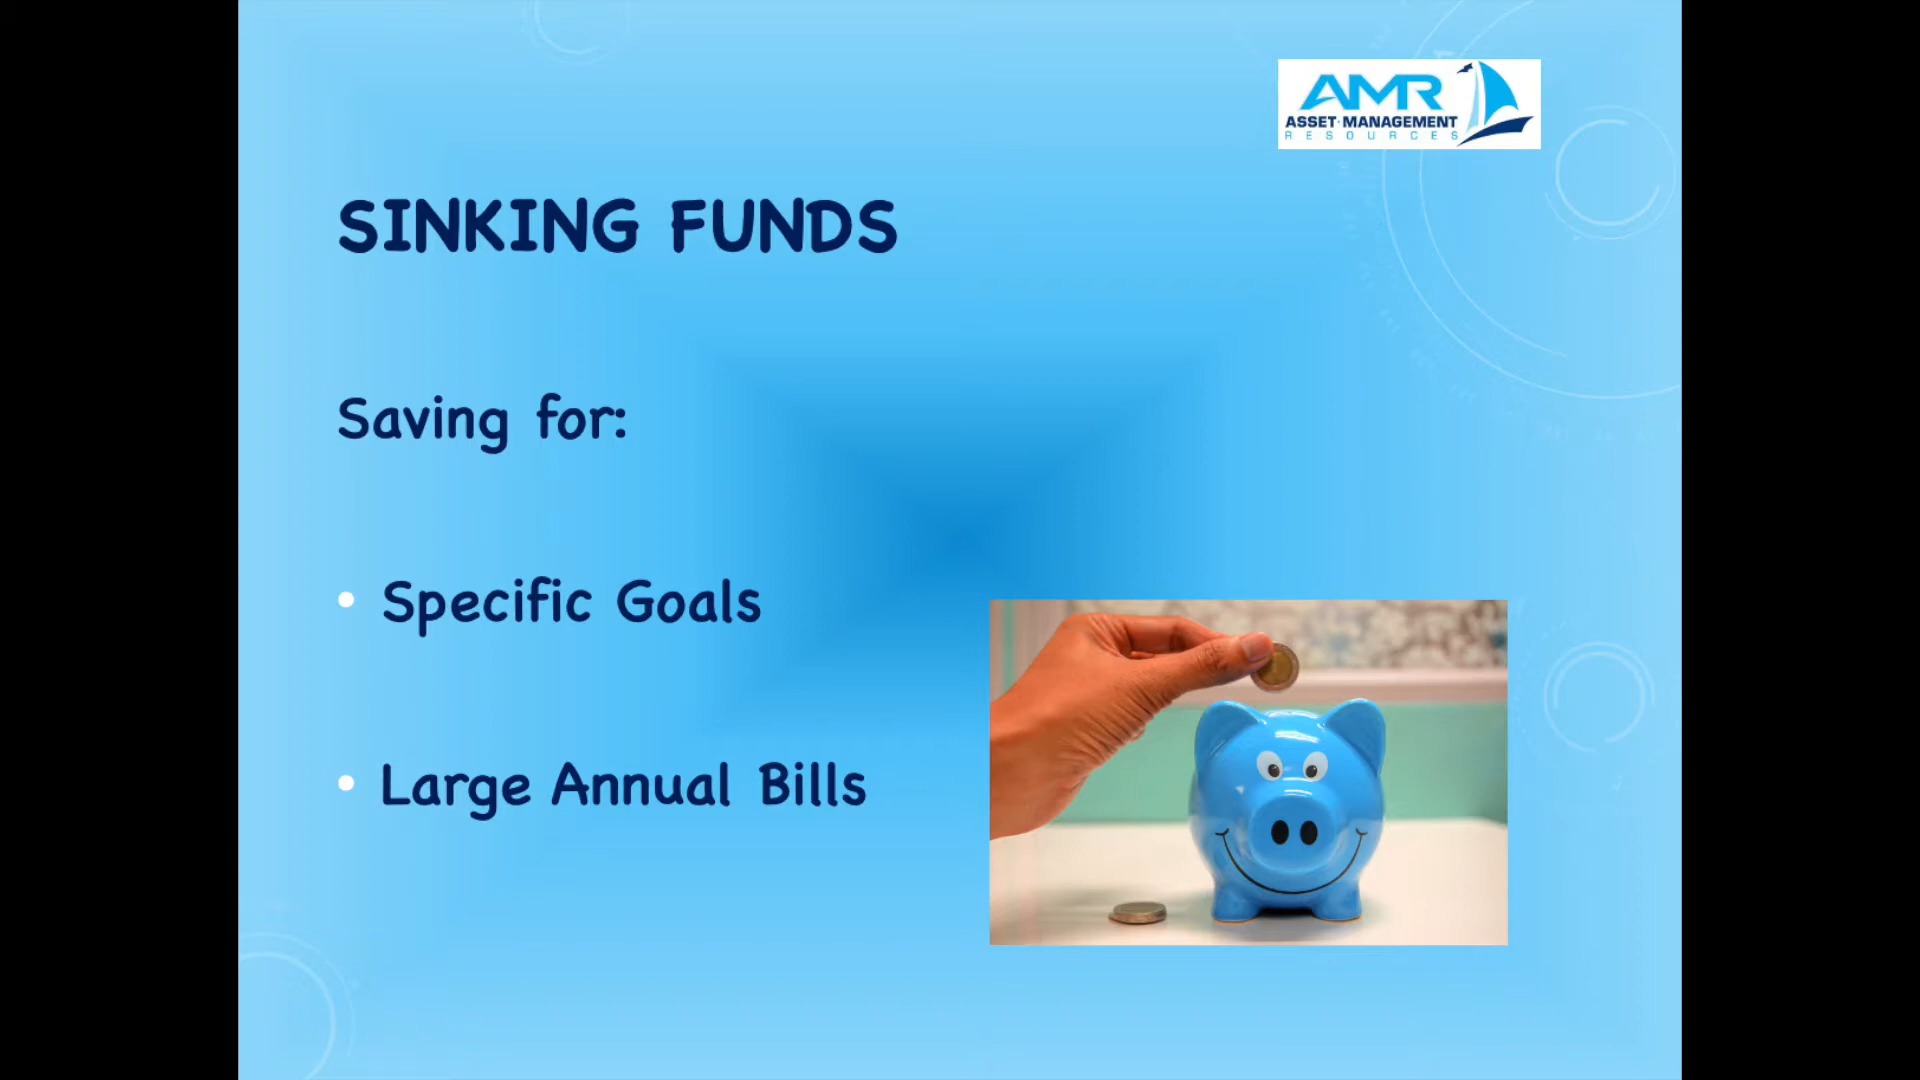 AMR
ASSET·MANAGEMENT
RESOURCES
SINKING FUNDS
Saving for:
• Specific Goals
• Large Annual Bills